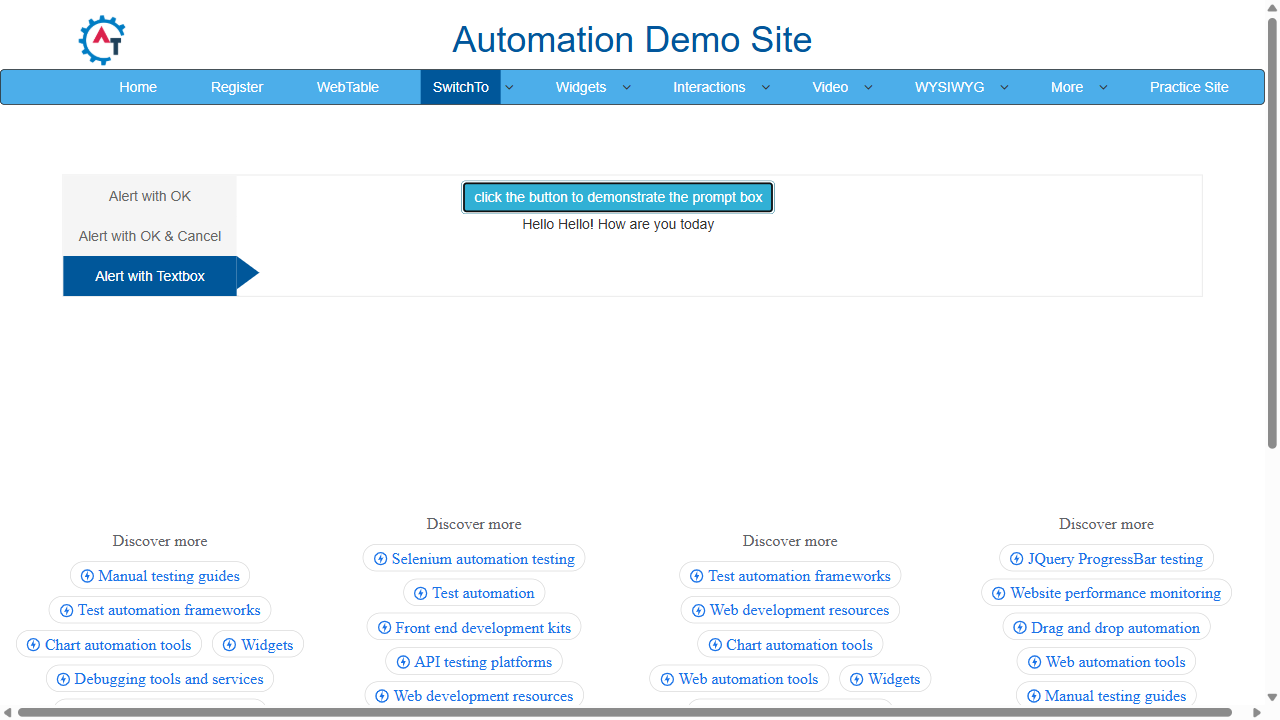 Automation Demo Site
Home Register WebTable SwitchTo Widgets Interactions Video WYSIWYG More Practice Site
Alert with OK
Alert with OK & Cancel
Alert with Textbox
click the button to demonstrate the prompt box
Hello Hello! How are you today
Discover more
Manual testing guides
Test automation frameworks
Chart automation tools Widgets
Debugging tools and services
Discover more
Selenium automation testing
Test automation
Front end development kits
API testing platforms
Web development resources
Discover more
Test automation frameworks
Web development resources
Chart automation tools
Web automation tools Widgets
Discover more
JQuery ProgressBar testing
Website performance monitoring
Drag and drop automation
Web automation tools
Manual testing guides